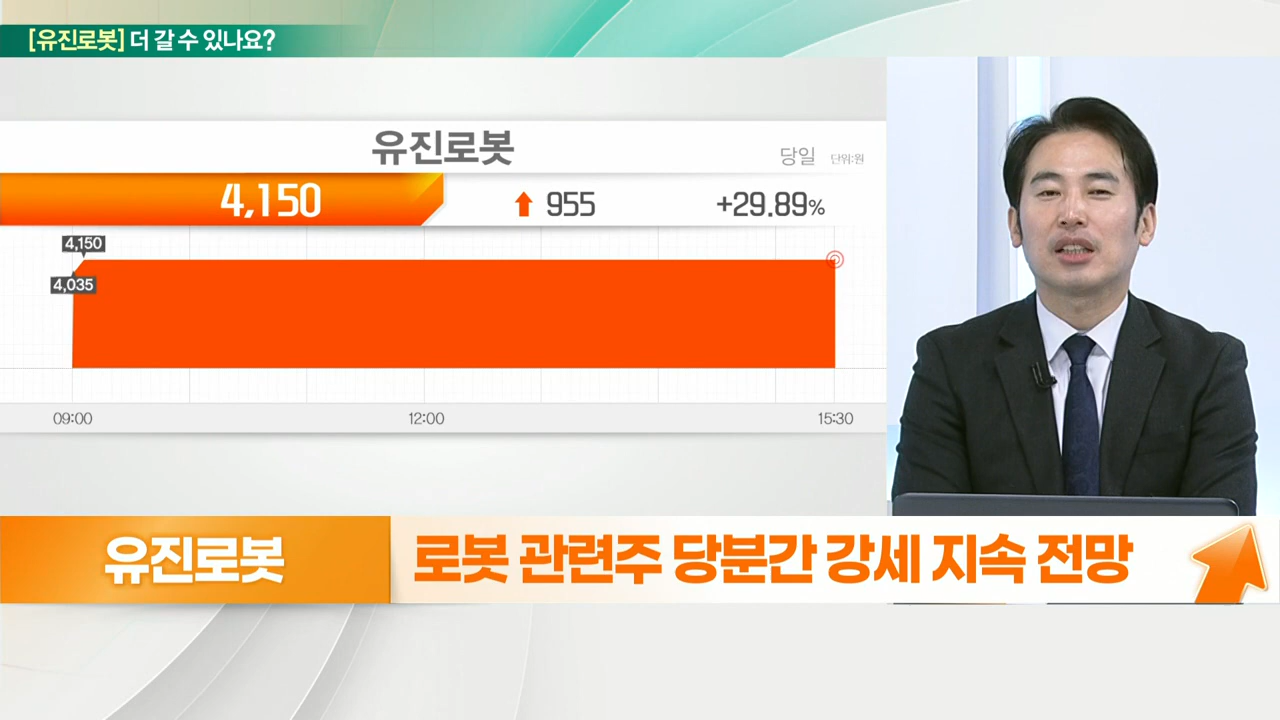 [유진로봇] 더 갈 수 있나요?
유진로봇
당일 단위:원
4,150 955 +29.89%
4,150
4,035
09:00 12:00 15:30
유진로봇 로봇 관련주 당분간 강세 지속 전망